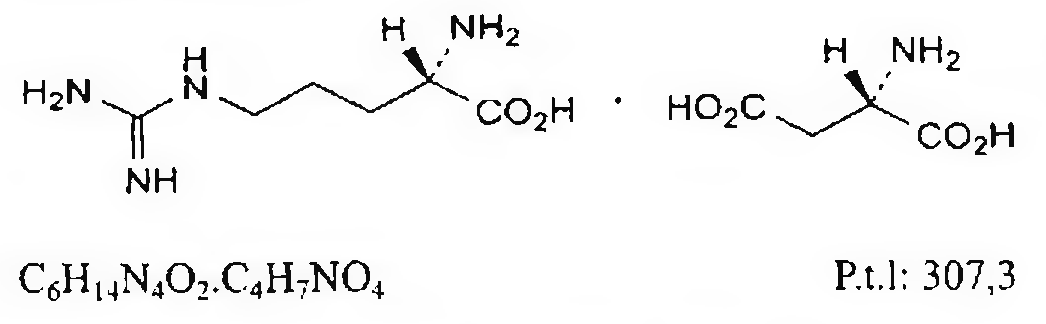 H NH₂ H NH₂
H
H₂N N CO₂H · HO₂C CO₂H
NH
C₆H₁₄N₄O₂.C₄H₇NO₄ P.t.l: 307,3